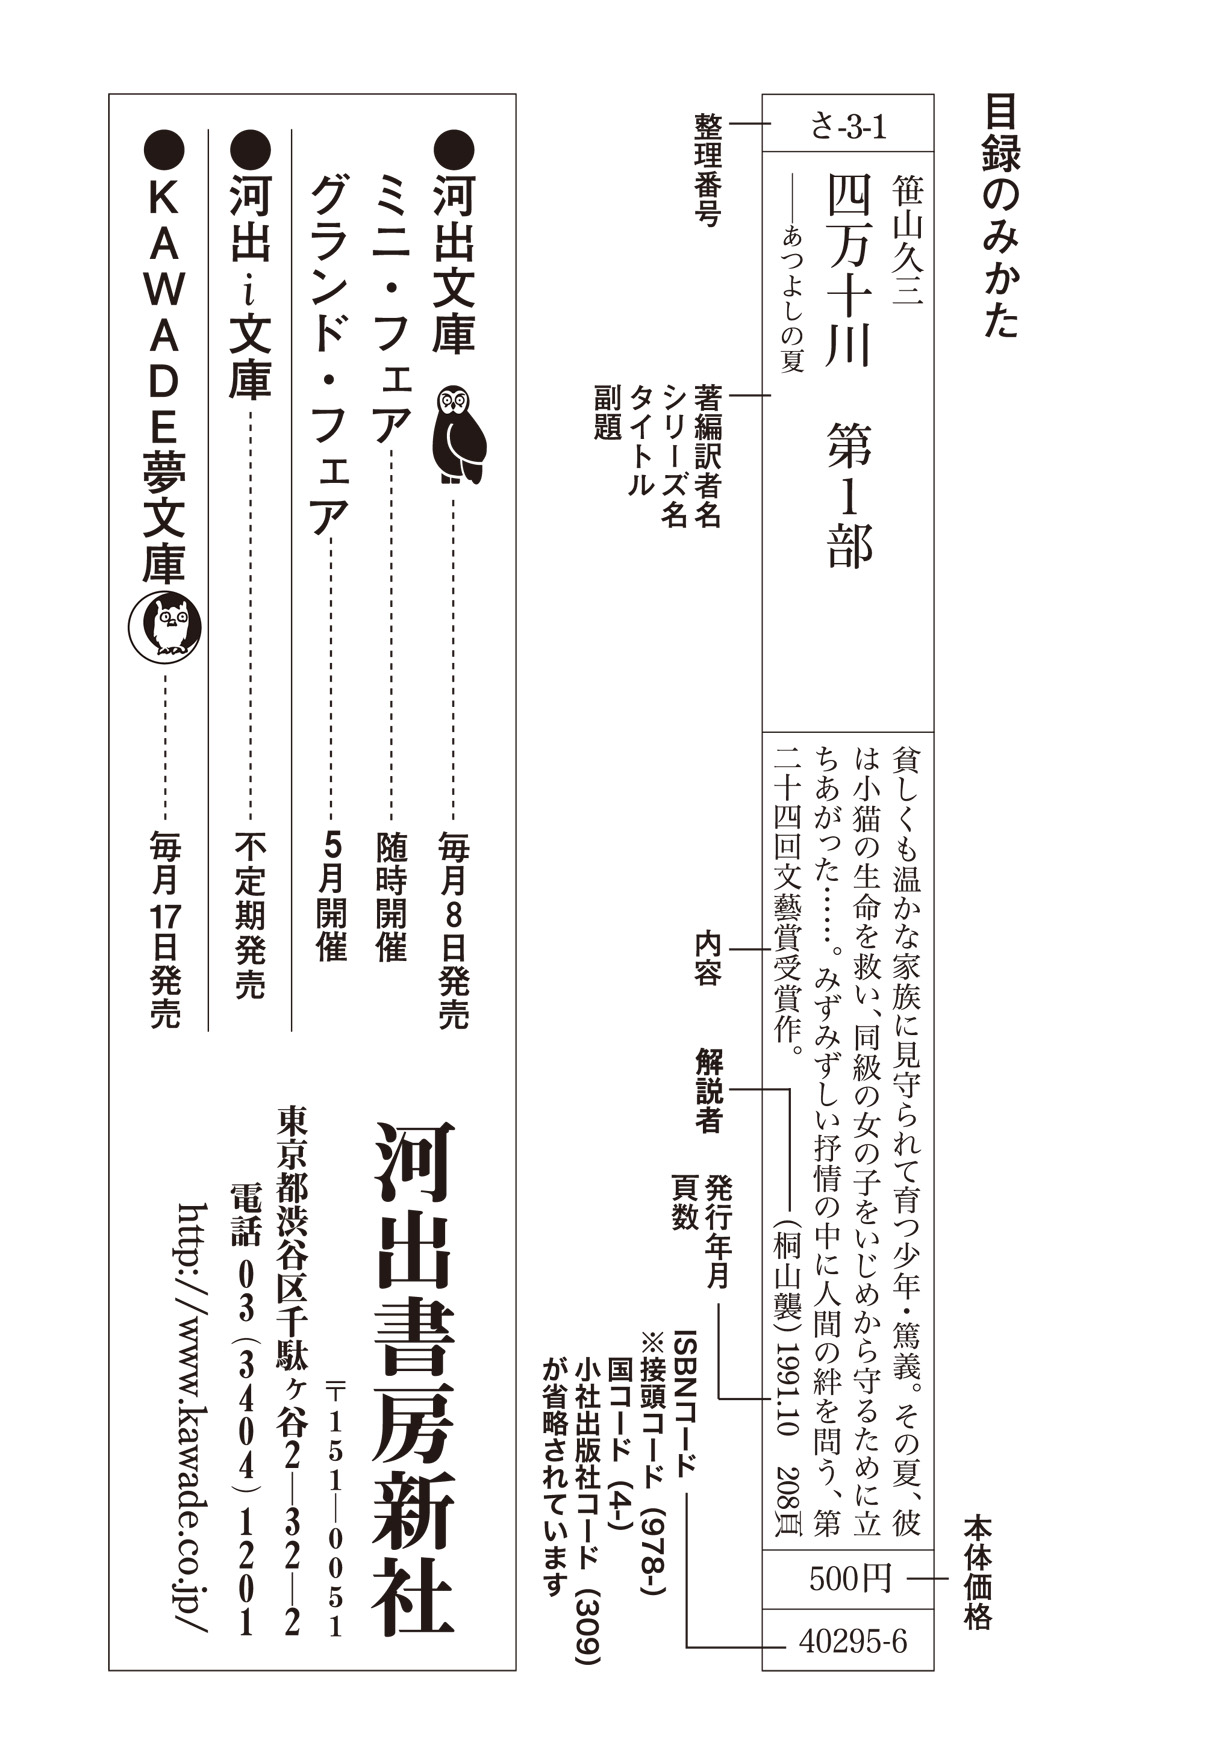 目録のみかた
さ-3-1
笹山久三
四万十川 第1部
――あつよしの夏
貧しくも温かな家族に見守られて育つ少年・篤義。その夏、彼
は小猫の生命を救い、同級の女の子をいじめから守るために立
ちあがった……。みずみずしい抒情の中に人間の絆を問う、第
二十四回文藝賞受賞作。 (桐山襲) 1991.10 208頁
500円
40295-6
本体価格
整理番号
著編訳者名
シリーズ名
タイトル
副題
内容
解説者
発行年月
頁数
ISBNコード
※接頭コード (978-)
国コード (4-)
小社出版社コード (309)
が省略されています
●河出文庫 毎月8日発売
ミニ・フェア 随時開催
グランド・フェア 5月開催
●河出i文庫 不定期発売
●KAWADE夢文庫 毎月17日発売
河出書房新社
〒151―0051
東京都渋谷区千駄ヶ谷2―32―2
電話 03(3404)1201
http://www.kawade.co.jp/